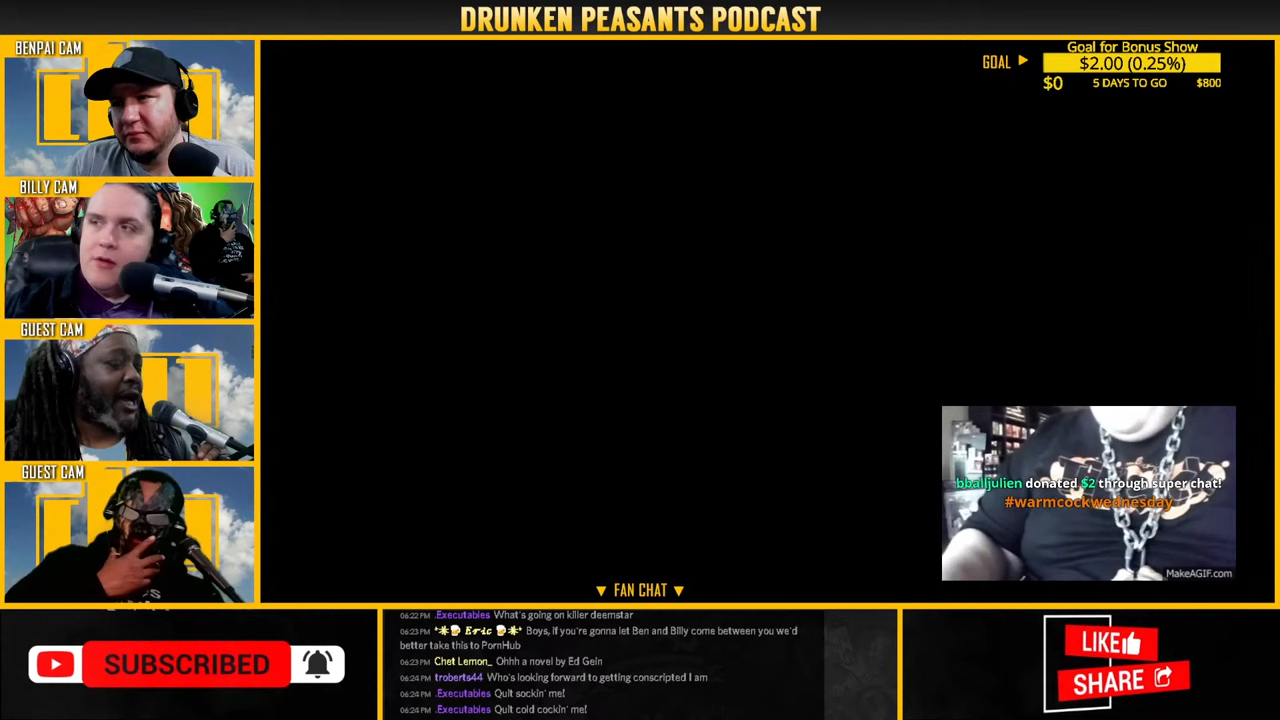 DRUNKEN PEASANTS PODCAST
BENPAI CAM
BILLY CAM
GUEST CAM
GUEST CAM
GOAL ▶
Goal for Bonus Show
$2.00 (0.25%)
$0 5 DAYS TO GO $800
bballjulien donated $2 through super chat!
#warmcockwednesday
MakeAGIF.com
▼ FAN CHAT ▼
06:22 PM .Executables What's going on killer deemstar
06:23 PM *☀🍺 Eric 🍺☀* Boys, if you're gonna let Ben and Billy come between you we'd
better take this to PornHub
06:23 PM Chet Lemon_ Ohhh a novel by Ed Gein
06:24 PM troberts44 Who's looking forward to getting conscripted I am
06:24 PM .Executables Quit sockin' me!
06:24 PM .Executables Quit cold cockin' me!
SUBSCRIBED
LIKE
SHARE